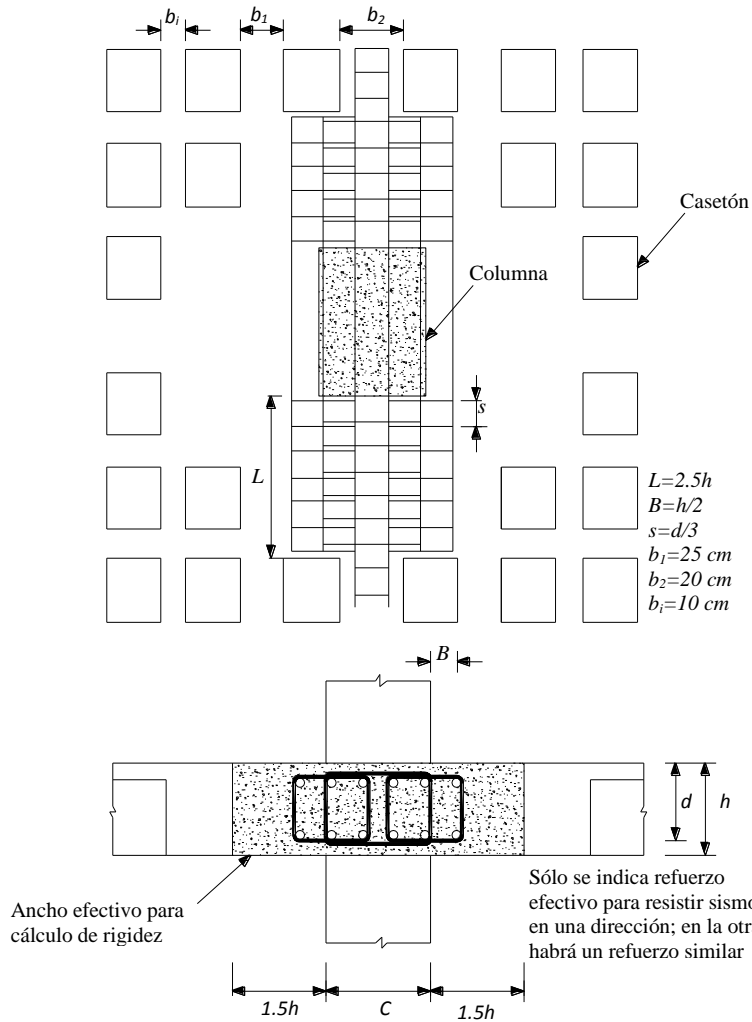 bi
b1
b2
Casetón
Columna
s
L
L=2.5h
B=h/2
s=d/3
b1=25 cm
b2=20 cm
bi=10 cm
B
d
h
Ancho efectivo para
cálculo de rigidez
Sólo se indica refuerzo
efectivo para resistir sismo
en una dirección; en la otr
habrá un refuerzo similar
1.5h
C
1.5h